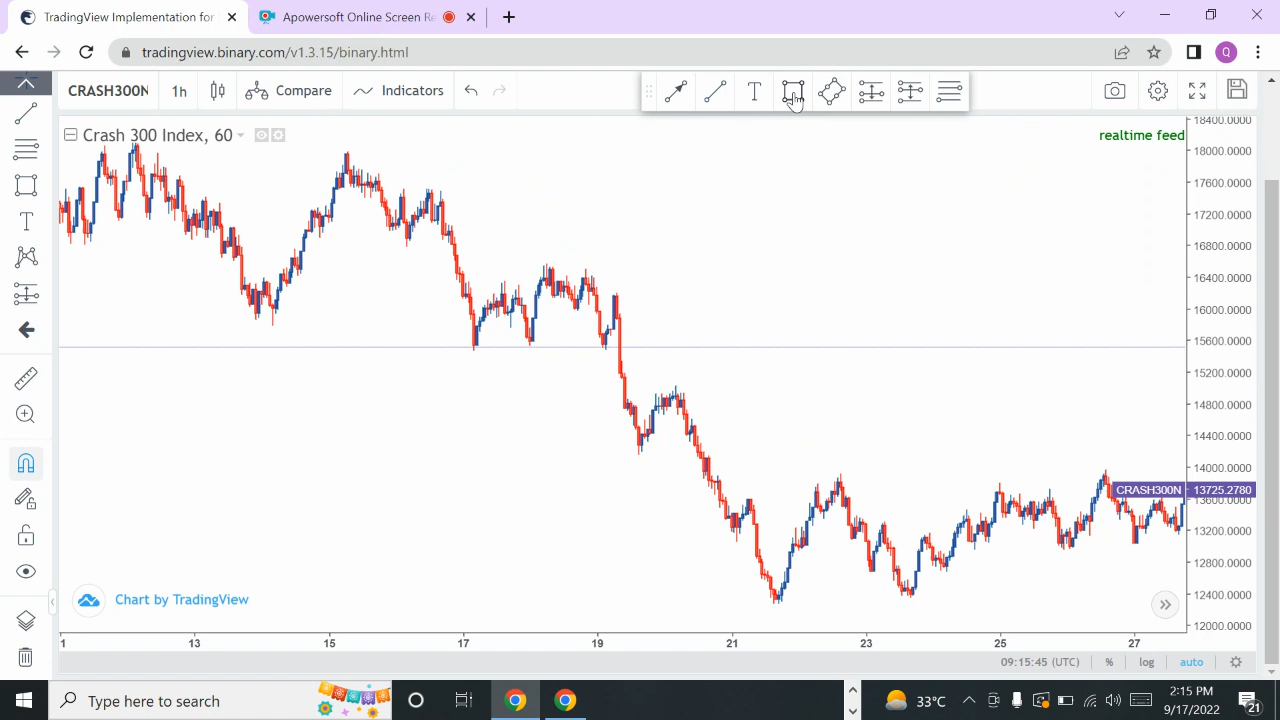 TradingView Implementation for
Apowersoft Online Screen Re
tradingview.binary.com/v1.3.15/binary.html
Q
CRASH300N
1h
Compare
Indicators
T
Crash 300 Index, 60
realtime feed
T
18400.0000
18000.0000
17600.0000
17200.0000
16800.0000
16400.0000
16000.0000
15600.0000
15200.0000
14800.0000
14400.0000
14000.0000
CRASH300N 13725.2780
13600.0000
13200.0000
12800.0000
12400.0000
12000.0000
Chart by TradingView
1 13 15 17 19 21 23 25 27
09:15:45 (UTC) % log auto
Type here to search
33°C
2:15 PM
9/17/2022
21